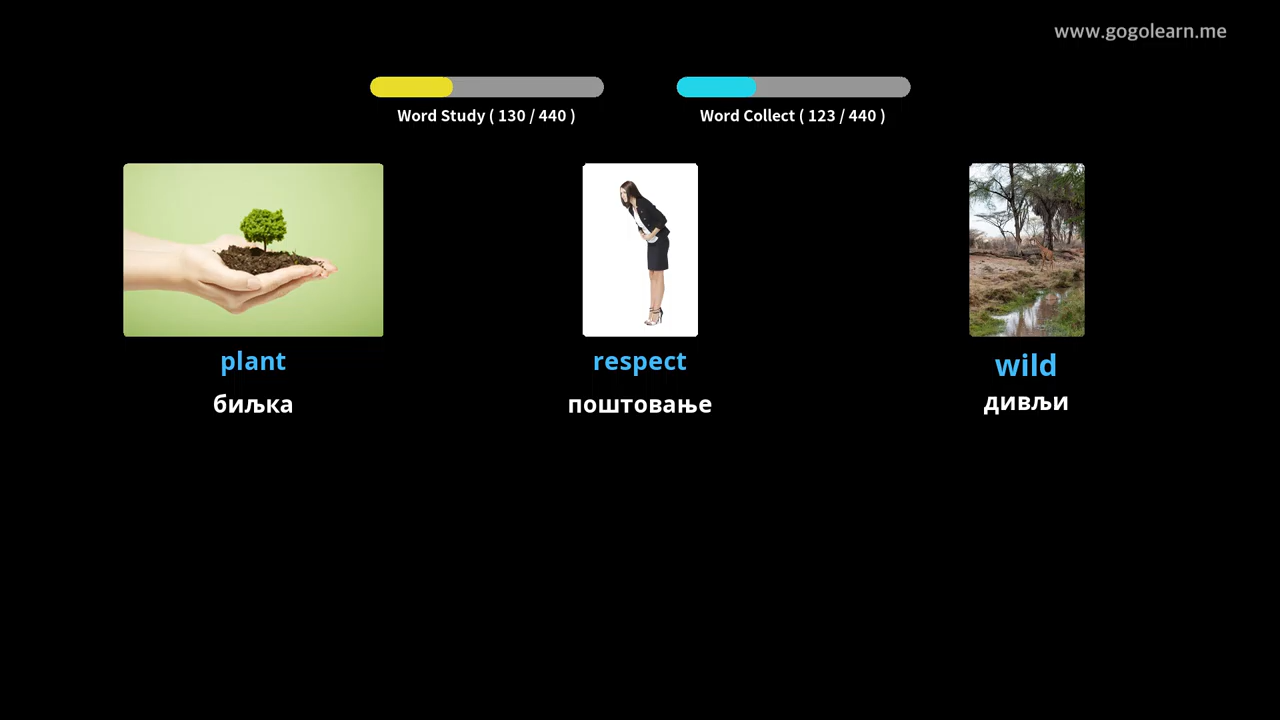 www.gogolearn.me
Word Study ( 130 / 440 )
Word Collect ( 123 / 440 )
plant
respect
wild
биљка
поштовање
дивљи